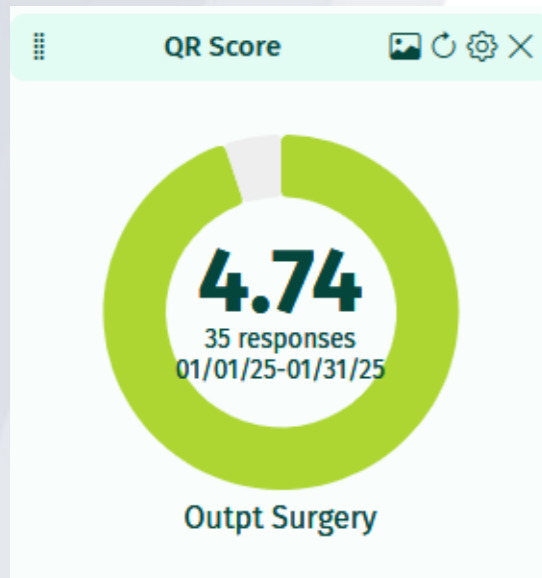 QR Score
4.74
35 responses
01/01/25-01/31/25
Outpt Surgery